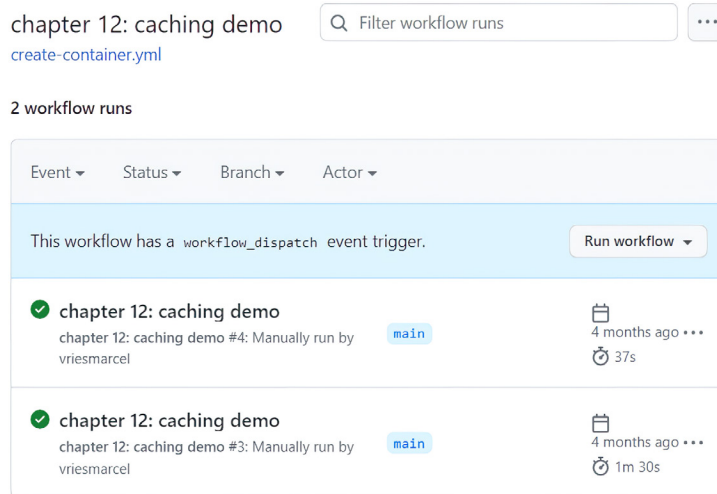 chapter 12: caching demo
Filter workflow runs
create-container.yml
2 workflow runs
Event Status Branch Actor
This workflow has a workflow_dispatch event trigger.
Run workflow
chapter 12: caching demo
chapter 12: caching demo #4: Manually run by
vriesmarcel
main
4 months ago
37s
chapter 12: caching demo
chapter 12: caching demo #3: Manually run by
vriesmarcel
main
4 months ago
1m 30s